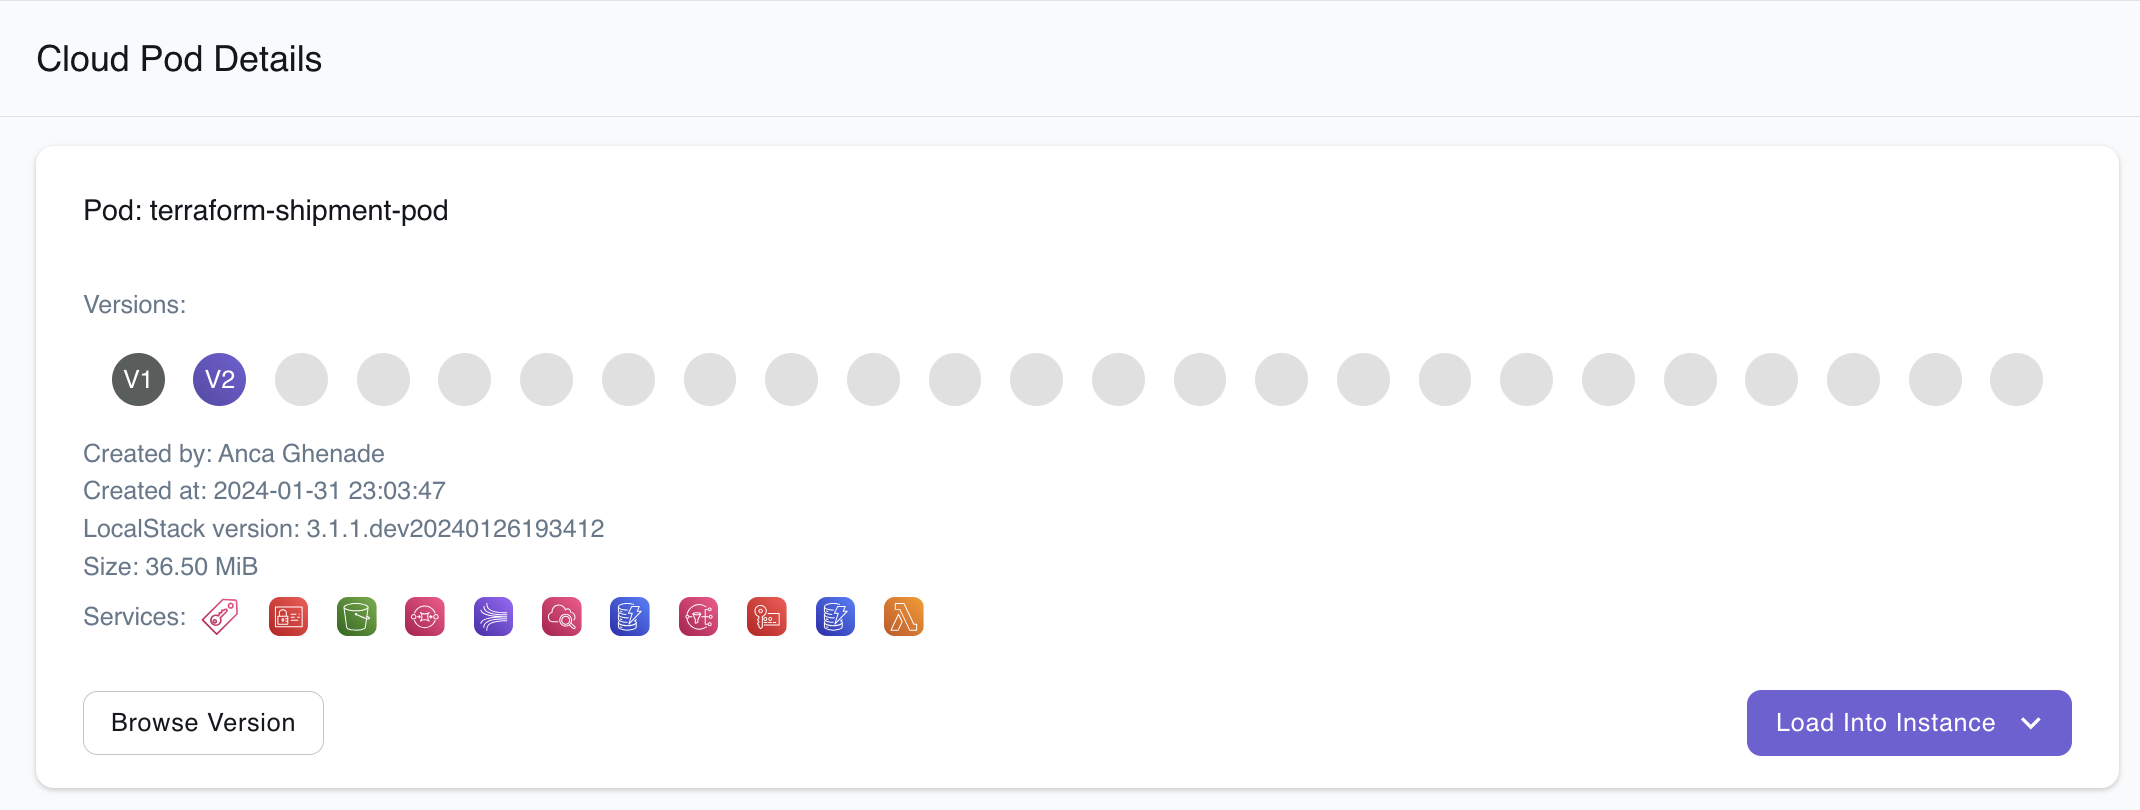 Cloud Pod Details
Pod: terraform-shipment-pod
Versions:
V1 V2
Created by: Anca Ghenade
Created at: 2024-01-31 23:03:47
LocalStack version: 3.1.1.dev20240126193412
Size: 36.50 MiB
Services:
Browse Version
Load Into Instance